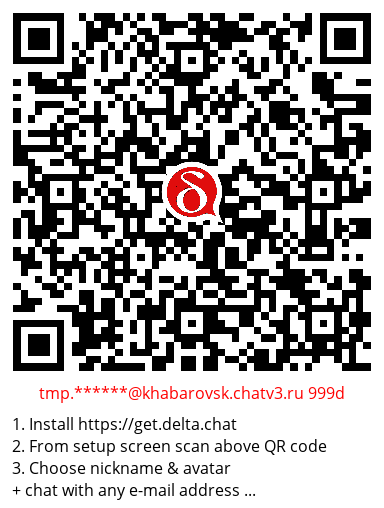 δ
tmp.******@khabarovsk.chatv3.ru 999d
1. Install https://get.delta.chat
2. From setup screen scan above QR code
3. Choose nickname & avatar
+ chat with any e-mail address ...